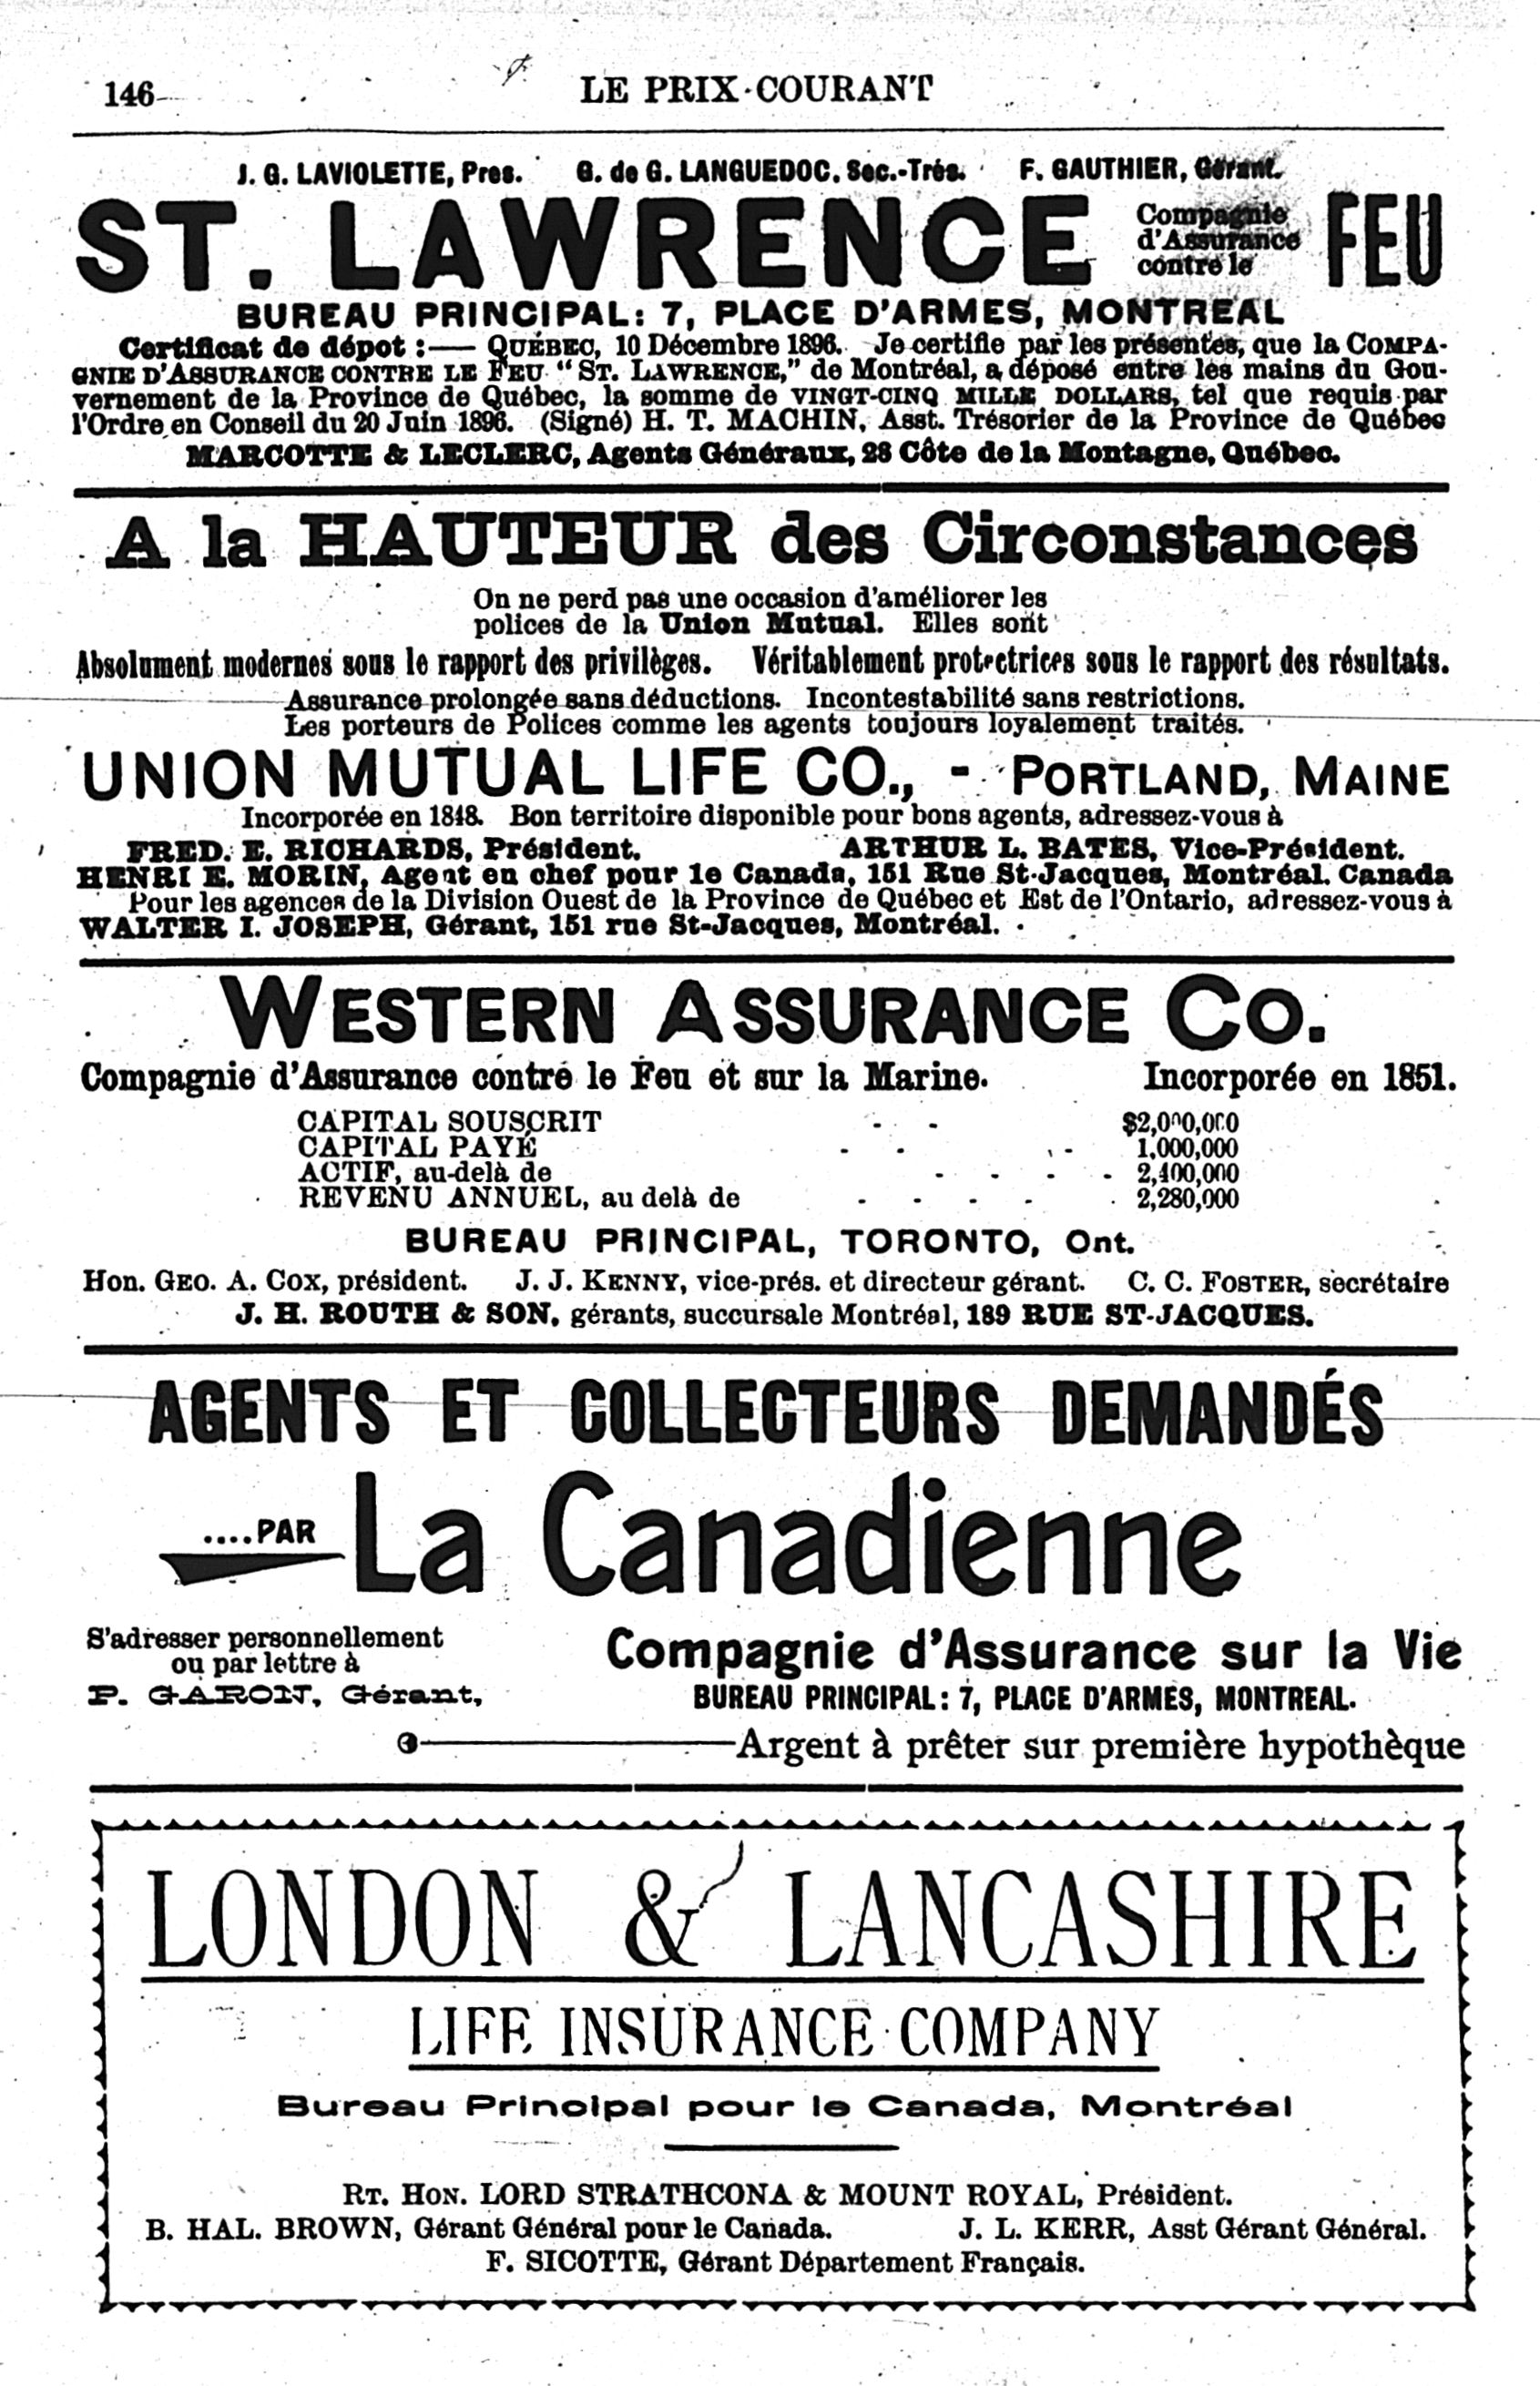 146
LE PRIX-COURANT
J. G. LAVIOLETTE, Pres. G. de G. LANGUEDOC, Sec.-Trés. F. GAUTHIER, Gérant.
ST. LAWRENCE Compagnie d'Assurance contre le FEU
BUREAU PRINCIPAL: 7, PLACE D'ARMES, MONTREAL
Certificat de dépot :— QUÉBEC, 10 Décembre 1896. Je certifie par les présentes, que la COMPA-
GNIE D'ASSURANCE CONTRE LE FEU "ST. LAWRENCE," de Montréal, a déposé entre les mains du Gou-
vernement de la Province de Québec, la somme de VINGT-CINQ MILLE DOLLARS, tel que requis par
l'Ordre en Conseil du 20 Juin 1896. (Signé) H. T. MACHIN, Asst. Trésorier de la Province de Québec
MARCOTTE & LECLERC, Agents Généraux, 28 Côte de la Montagne, Québec.
A la HAUTEUR des Circonstances
On ne perd pas une occasion d'améliorer les
polices de la Union Mutual. Elles sont
Absolument modernes sous le rapport des privilèges. Véritablement protectrices sous le rapport des résultats.
Assurance prolongée sans déductions. Incontestabilité sans restrictions.
Les porteurs de Polices comme les agents toujours loyalement traités.
UNION MUTUAL LIFE CO., - PORTLAND, MAINE
Incorporée en 1848. Bon territoire disponible pour bons agents, adressez-vous à
FRED. E. RICHARDS, Président. ARTHUR L. BATES, Vice-Président.
HENRI E. MORIN, Agent en chef pour le Canada, 151 Rue St-Jacques, Montréal. Canada
Pour les agences de la Division Ouest de la Province de Québec et Est de l'Ontario, adressez-vous à
WALTER I. JOSEPH, Gérant, 151 rue St-Jacques, Montréal.
WESTERN ASSURANCE CO.
Compagnie d'Assurance contre le Feu et sur la Marine. Incorporée en 1851.
CAPITAL SOUSCRIT - - $2,000,000
CAPITAL PAYÉ - - - 1,000,000
ACTIF, au-delà de - - - - 2,400,000
REVENU ANNUEL, au delà de - - - - 2,280,000
BUREAU PRINCIPAL, TORONTO, Ont.
Hon. GEO. A. COX, président. J. J. KENNY, vice-prés. et directeur gérant. C. C. FOSTER, secrétaire
J. H. ROUTH & SON, gérants, succursale Montréal, 189 RUE ST-JACQUES.
AGENTS ET COLLECTEURS DEMANDÉS
....PAR La Canadienne
S'adresser personnellement
ou par lettre à
P. GARON, Gérant,
Compagnie d'Assurance sur la Vie
BUREAU PRINCIPAL: 7, PLACE D'ARMES, MONTREAL.
Argent à prêter sur première hypothèque
LONDON & LANCASHIRE
LIFE INSURANCE COMPANY
Bureau Principal pour le Canada, Montréal
RT. HON. LORD STRATHCONA & MOUNT ROYAL, Président.
B. HAL. BROWN, Gérant Général pour le Canada. J. L. KERR, Asst Gérant Général.
F. SICOTTE, Gérant Département Français.